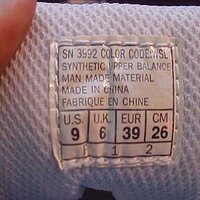 SN 3992 COLOR CODE:WSL
SYNTHETIC UPPER BALANCE
MAN MADE MATERIAL
MADE IN CHINA
FABRIQUE EN CHINE
U.S. U.K. EUR CM
9 6 39 26
1 2